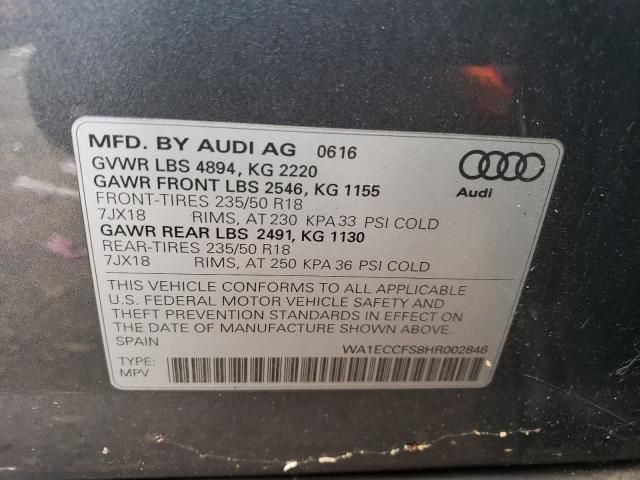 MFD. BY AUDI AG 0616
GVWR LBS 4894, KG 2220
GAWR FRONT LBS 2546, KG 1155
FRONT-TIRES 235/50 R18
7JX18 RIMS, AT 230 KPA 33 PSI COLD
GAWR REAR LBS 2491, KG 1130
REAR-TIRES 235/50 R18
7JX18 RIMS, AT 250 KPA 36 PSI COLD
Audi
THIS VEHICLE CONFORMS TO ALL APPLICABLE
U.S. FEDERAL MOTOR VEHICLE SAFETY AND
THEFT PREVENTION STANDARDS IN EFFECT ON
THE DATE OF MANUFACTURE SHOWN ABOVE.
SPAIN WA1ECCFS8HR002846
TYPE:
MPV